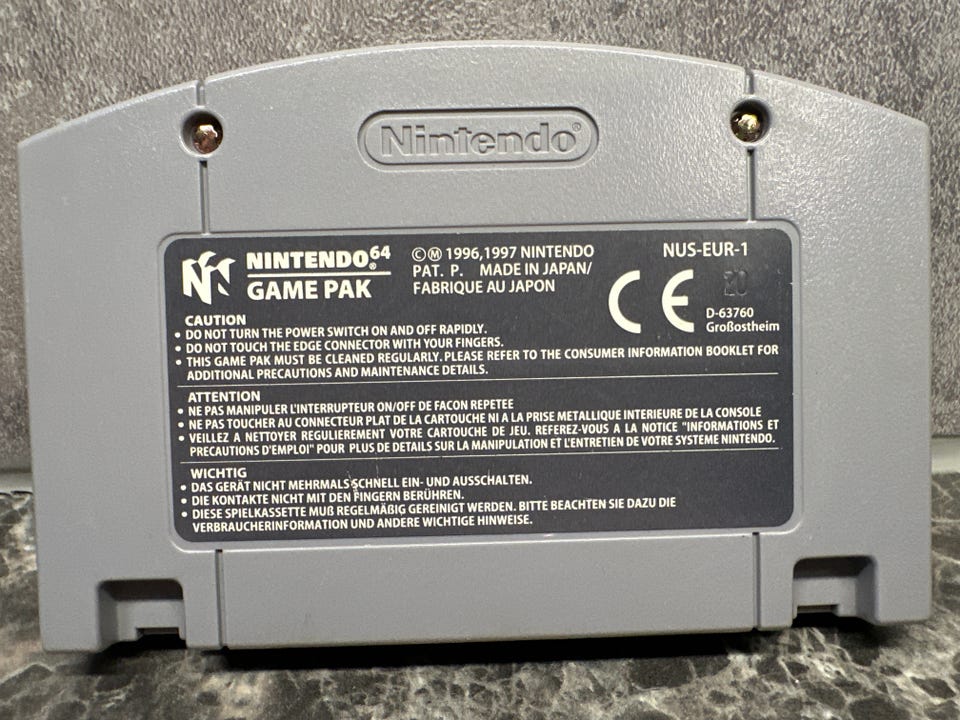 Nintendo®
NINTENDO⁶⁴®
GAME PAK
©Ⓜ 1996,1997 NINTENDO
PAT. P. MADE IN JAPAN/
FABRIQUE AU JAPON
NUS-EUR-1
CE
20
D-63760
Großostheim
CAUTION
• DO NOT TURN THE POWER SWITCH ON AND OFF RAPIDLY.
• DO NOT TOUCH THE EDGE CONNECTOR WITH YOUR FINGERS.
• THIS GAME PAK MUST BE CLEANED REGULARLY. PLEASE REFER TO THE CONSUMER INFORMATION BOOKLET FOR
ADDITIONAL PRECAUTIONS AND MAINTENANCE DETAILS.
ATTENTION
• NE PAS MANIPULER L'INTERRUPTEUR ON/OFF DE FACON REPETEE
• NE PAS TOUCHER AU CONNECTEUR PLAT DE LA CARTOUCHE NI A LA PRISE METALLIQUE INTERIEURE DE LA CONSOLE
• VEILLEZ A NETTOYER REGULIEREMENT VOTRE CARTOUCHE DE JEU. REFEREZ-VOUS A LA NOTICE "INFORMATIONS ET
PRECAUTIONS D'EMPLOI" POUR PLUS DE DETAILS SUR LA MANIPULATION ET L'ENTRETIEN DE VOTRE SYSTEME NINTENDO.
WICHTIG
• DAS GERÄT NICHT MEHRMALS SCHNELL EIN- UND AUSSCHALTEN.
• DIE KONTAKTE NICHT MIT DEN FINGERN BERÜHREN.
• DIESE SPIELKASSETTE MUß REGELMÄßIG GEREINIGT WERDEN. BITTE BEACHTEN SIE DAZU DIE
VERBRAUCHERINFORMATION UND ANDERE WICHTIGE HINWEISE.